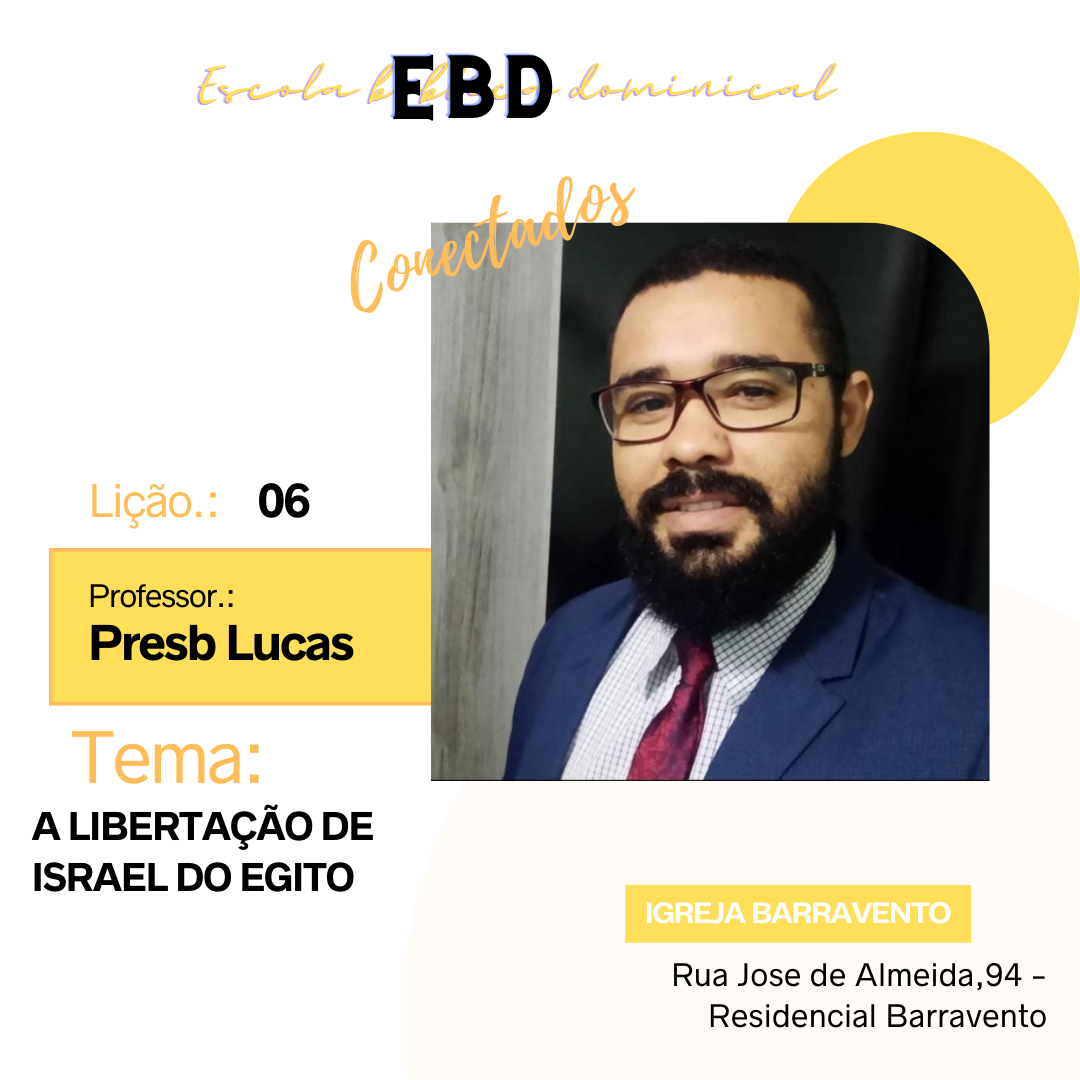 Escola bíblica dominical
EBD
Conectados
Lição.: 06
Professor.:
Presb Lucas
Tema:
A LIBERTAÇÃO DE
ISRAEL DO EGITO
IGREJA BARRAVENTO
Rua Jose de Almeida,94 -
Residencial Barravento